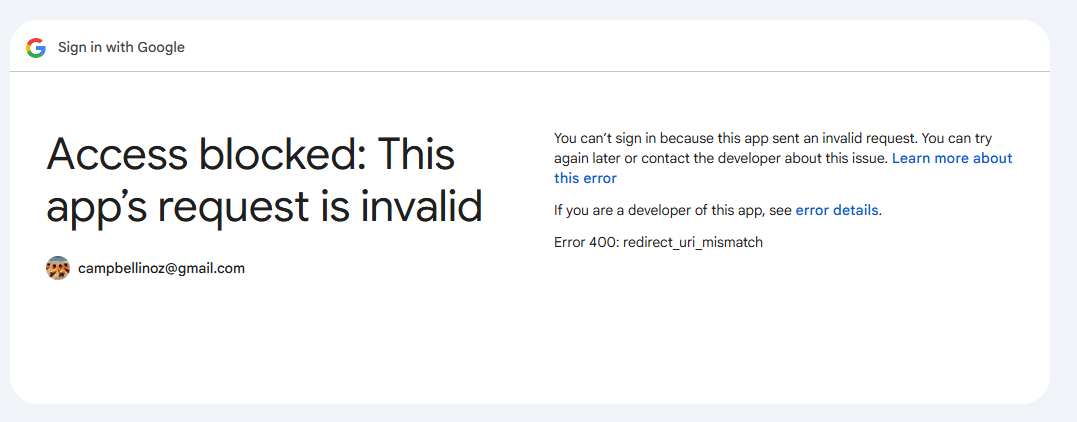 Sign in with Google
Access blocked: This
app’s request is invalid
campbellinoz@gmail.com
You can’t sign in because this app sent an invalid request. You can try
again later or contact the developer about this issue. Learn more about
this error
If you are a developer of this app, see error details.
Error 400: redirect_uri_mismatch